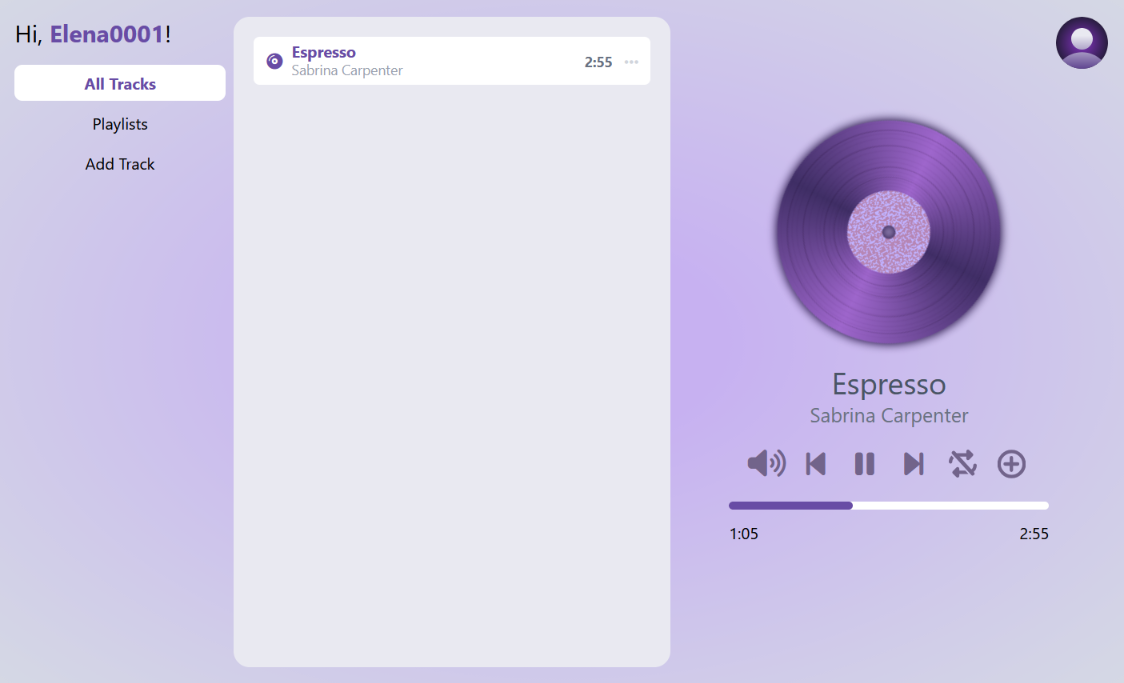 Hi, Elena0001!
All Tracks
Playlists
Add Track
Espresso
Sabrina Carpenter
2:55
Espresso
Sabrina Carpenter
1:05
2:55